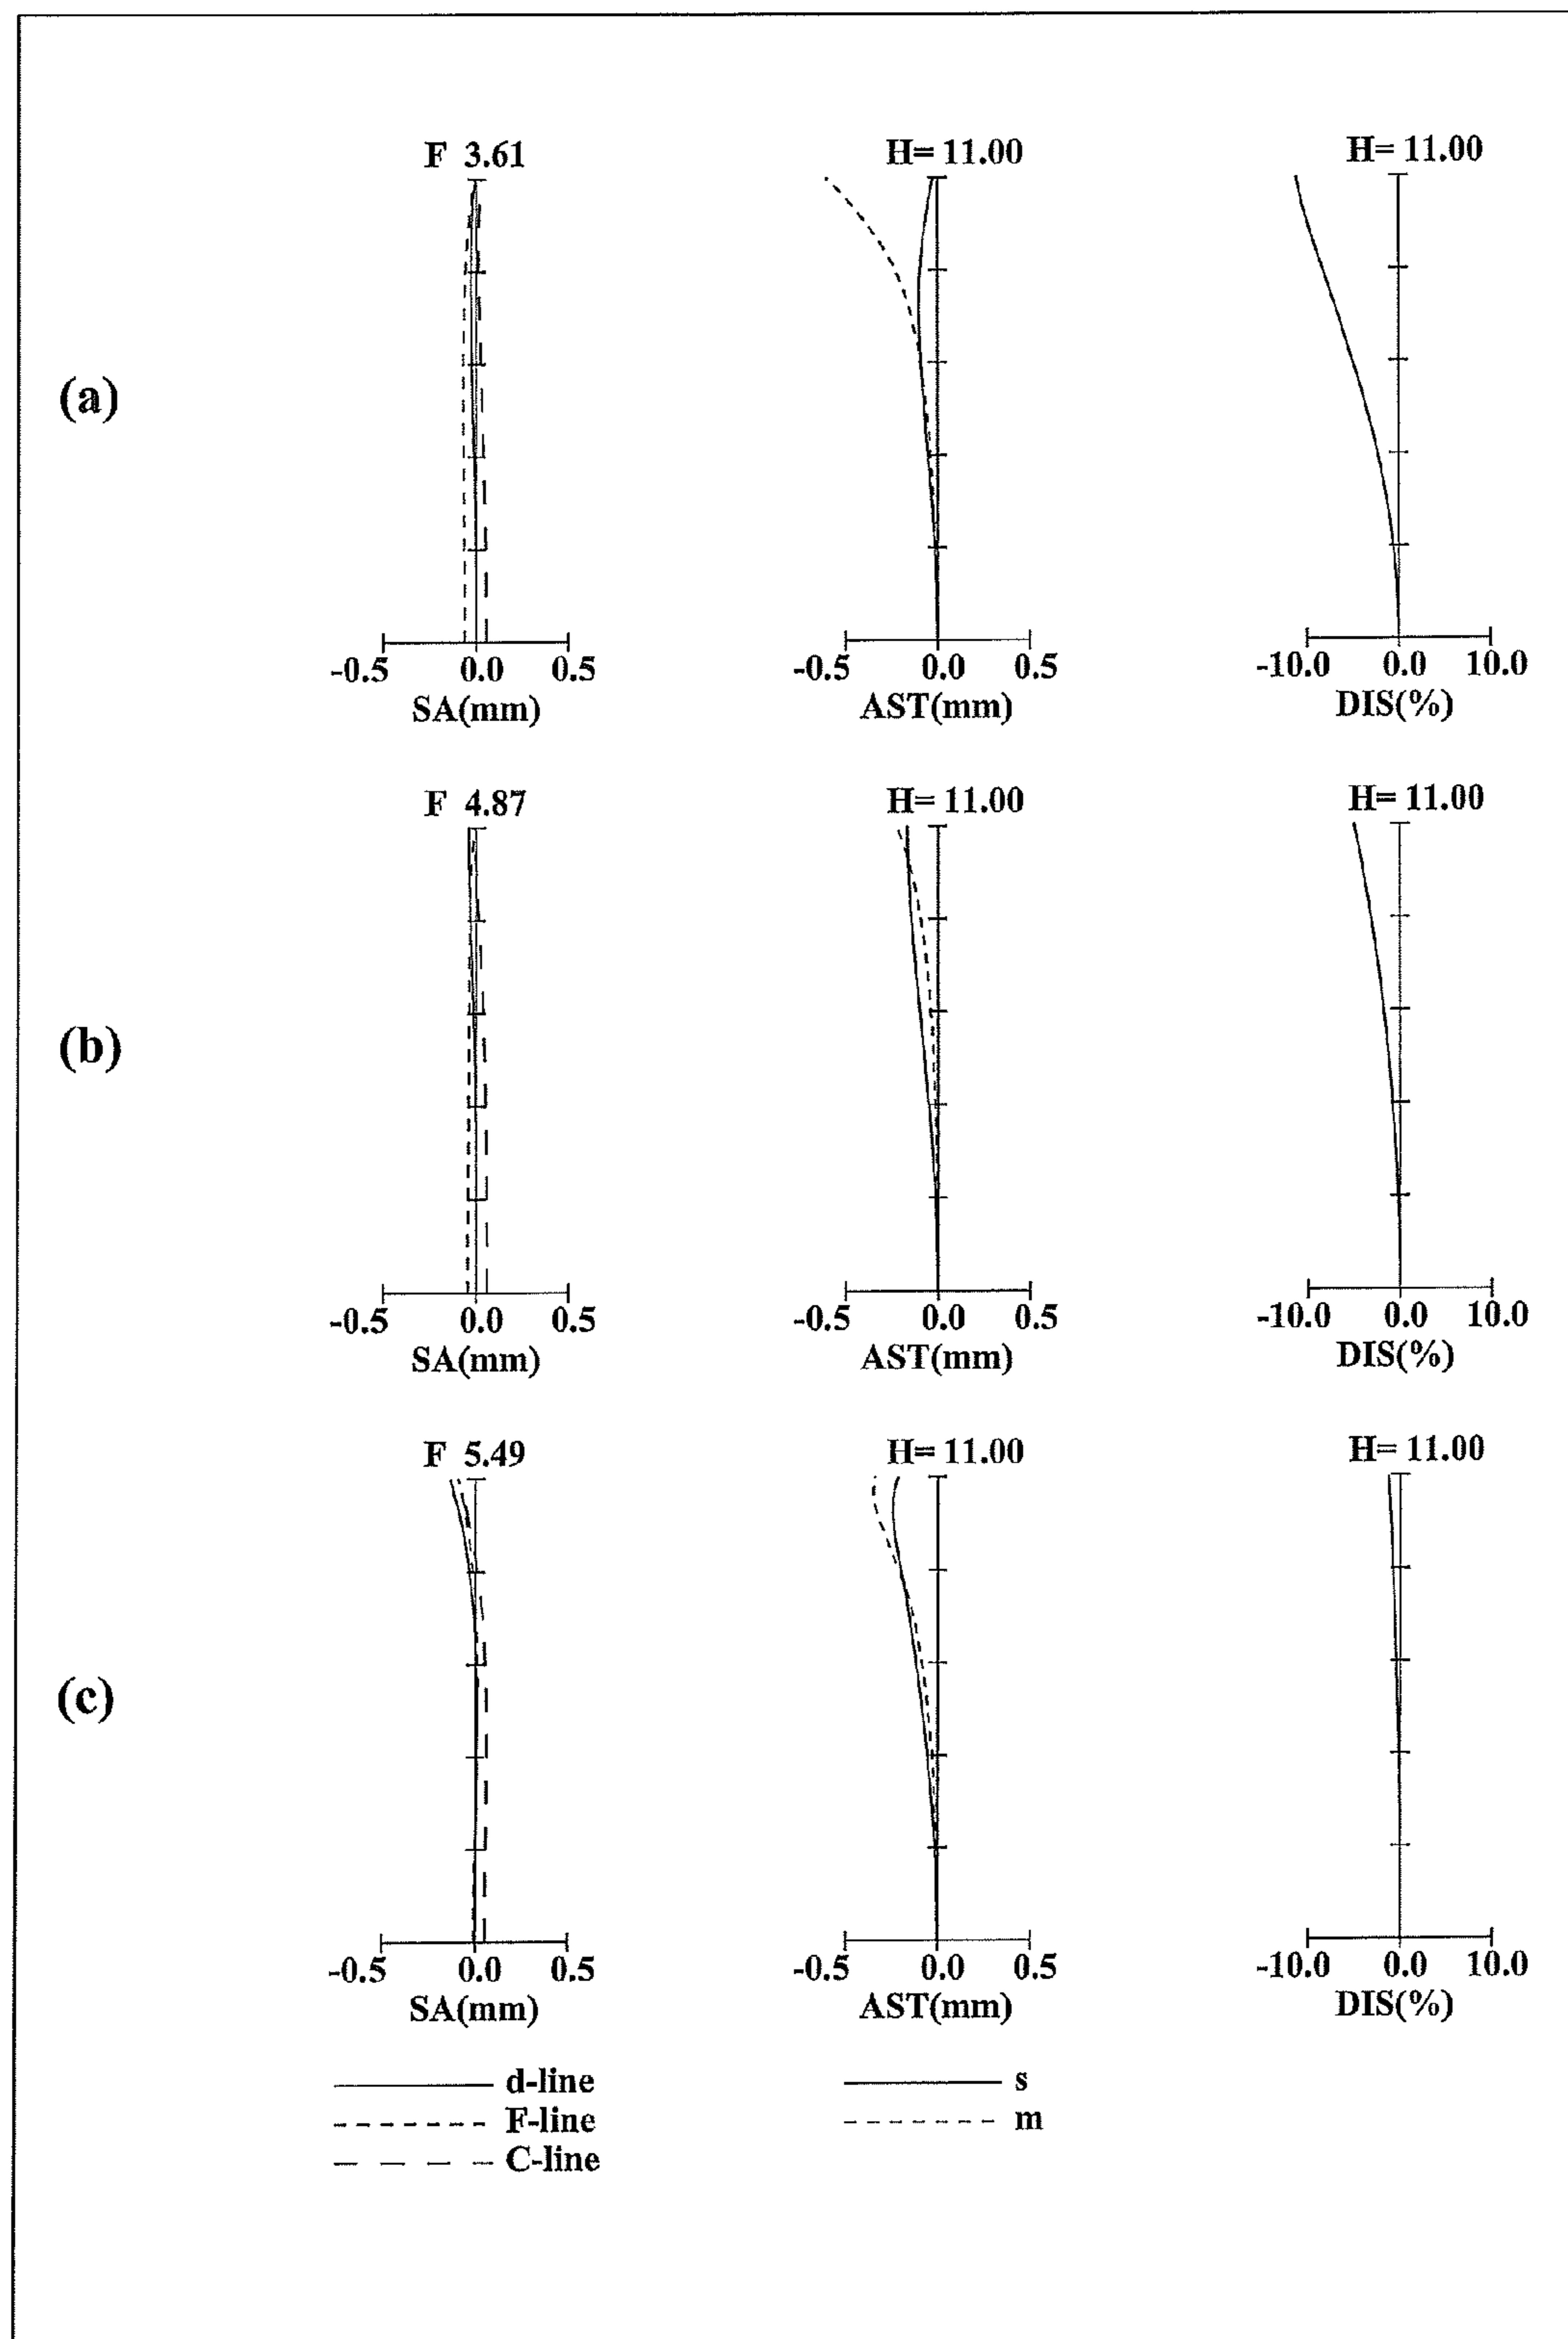 F 3.61
H= 11.00
H= 11.00
(a)
-0.5 0.0 0.5
SA(mm)
-0.5 0.0 0.5
AST(mm)
-10.0 0.0 10.0
DIS(%)
F 4.87
H= 11.00
H= 11.00
(b)
-0.5 0.0 0.5
SA(mm)
-0.5 0.0 0.5
AST(mm)
-10.0 0.0 10.0
DIS(%)
F 5.49
H= 11.00
H= 11.00
(c)
-0.5 0.0 0.5
SA(mm)
-0.5 0.0 0.5
AST(mm)
-10.0 0.0 10.0
DIS(%)
d-line
F-line
C-line
s
m